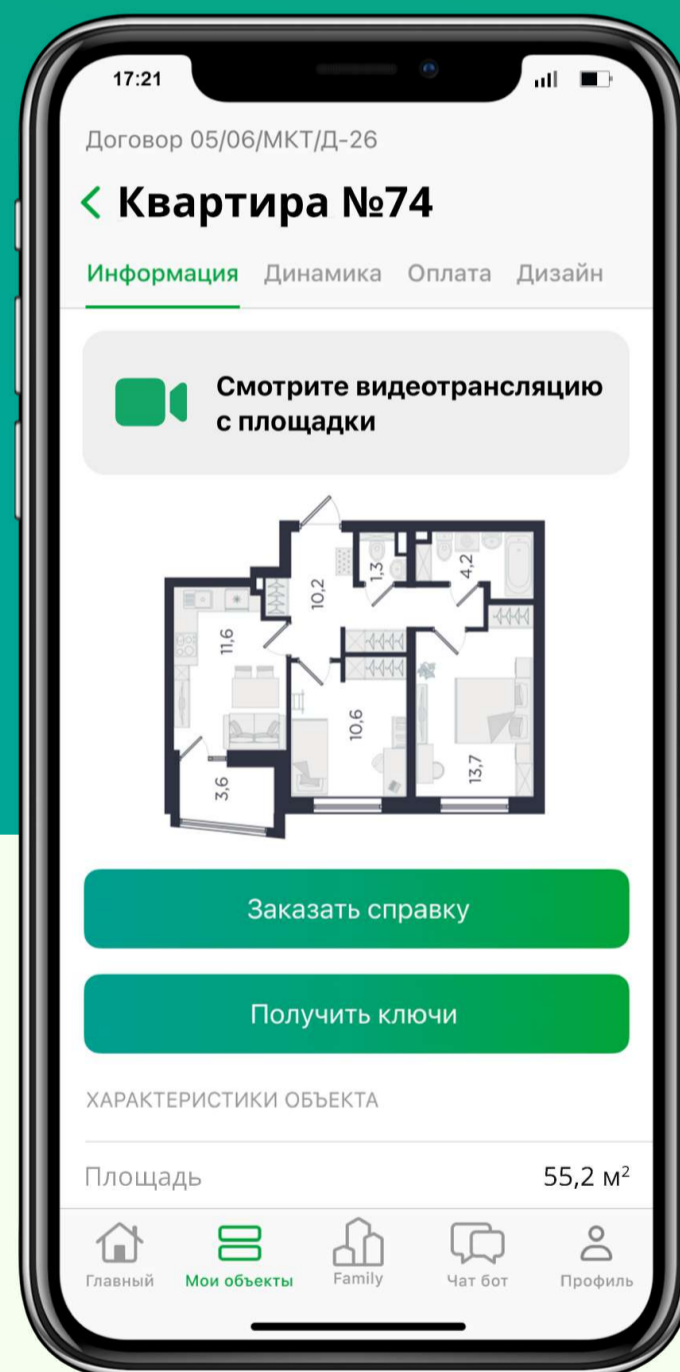 17:21
Договор 05/06/МКТ/Д-26
Квартира №74
Информация Динамика Оплата Дизайн
Смотрите видеотрансляцию
с площадки
10,2
1,3
4,2
11,6
10,6
13,7
3,6
Заказать справку
Получить ключи
ХАРАКТЕРИСТИКИ ОБЪЕКТА
Площадь 55,2 м²
Главный Мои объекты Family Чат бот Профиль